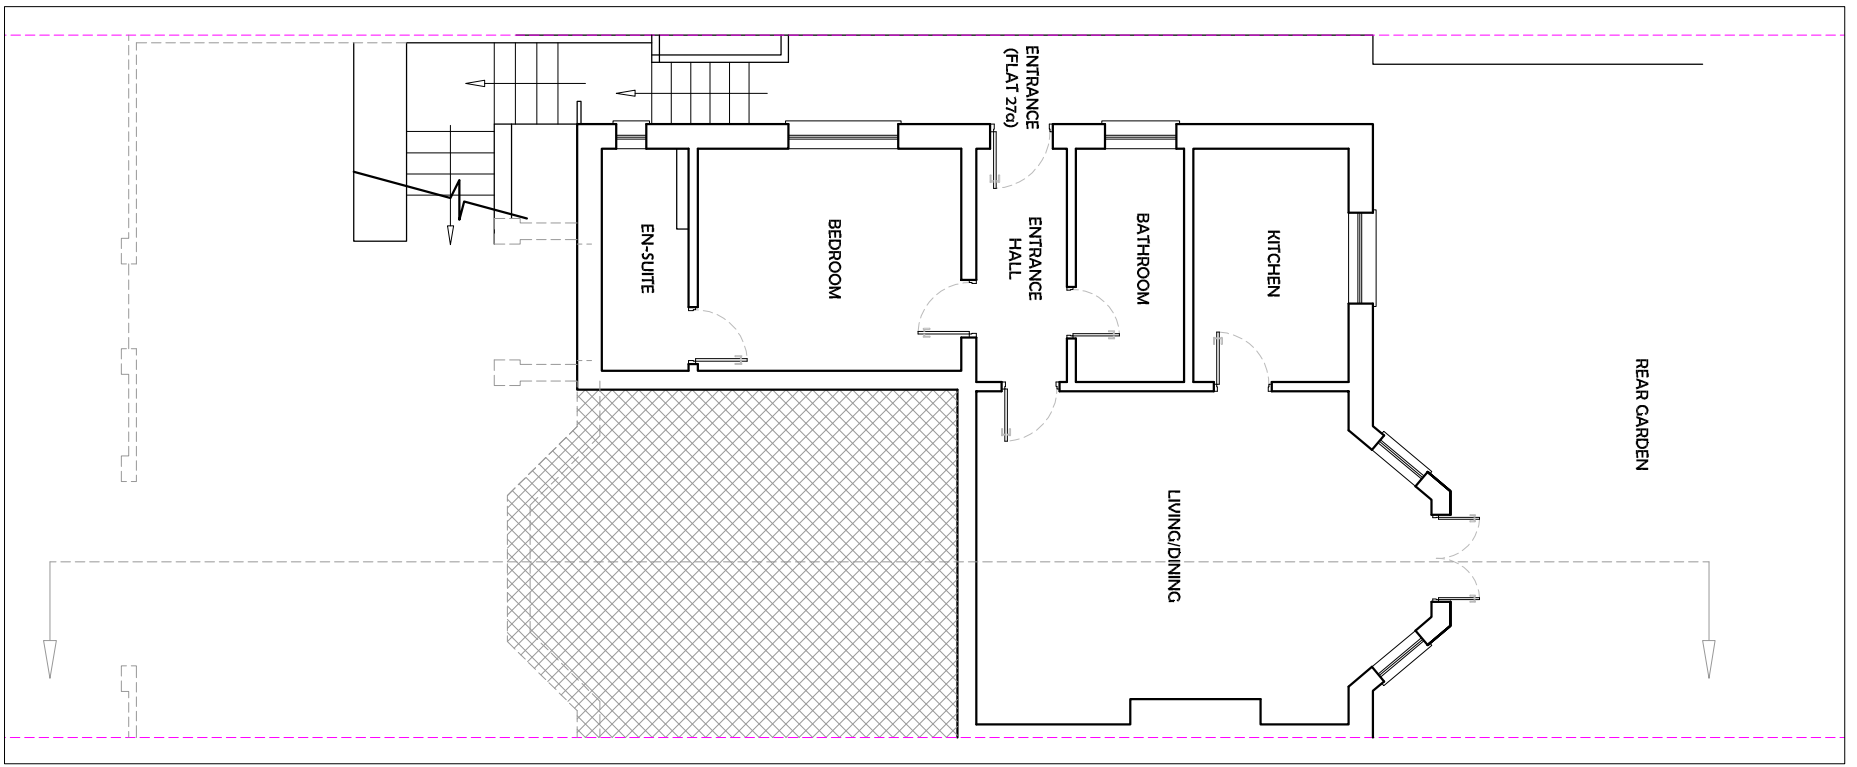 ENTRANCE
(FLAT 27a)
EN-SUITE
BEDROOM
ENTRANCE
HALL
BATHROOM
KITCHEN
LIVING/DINING
REAR GARDEN